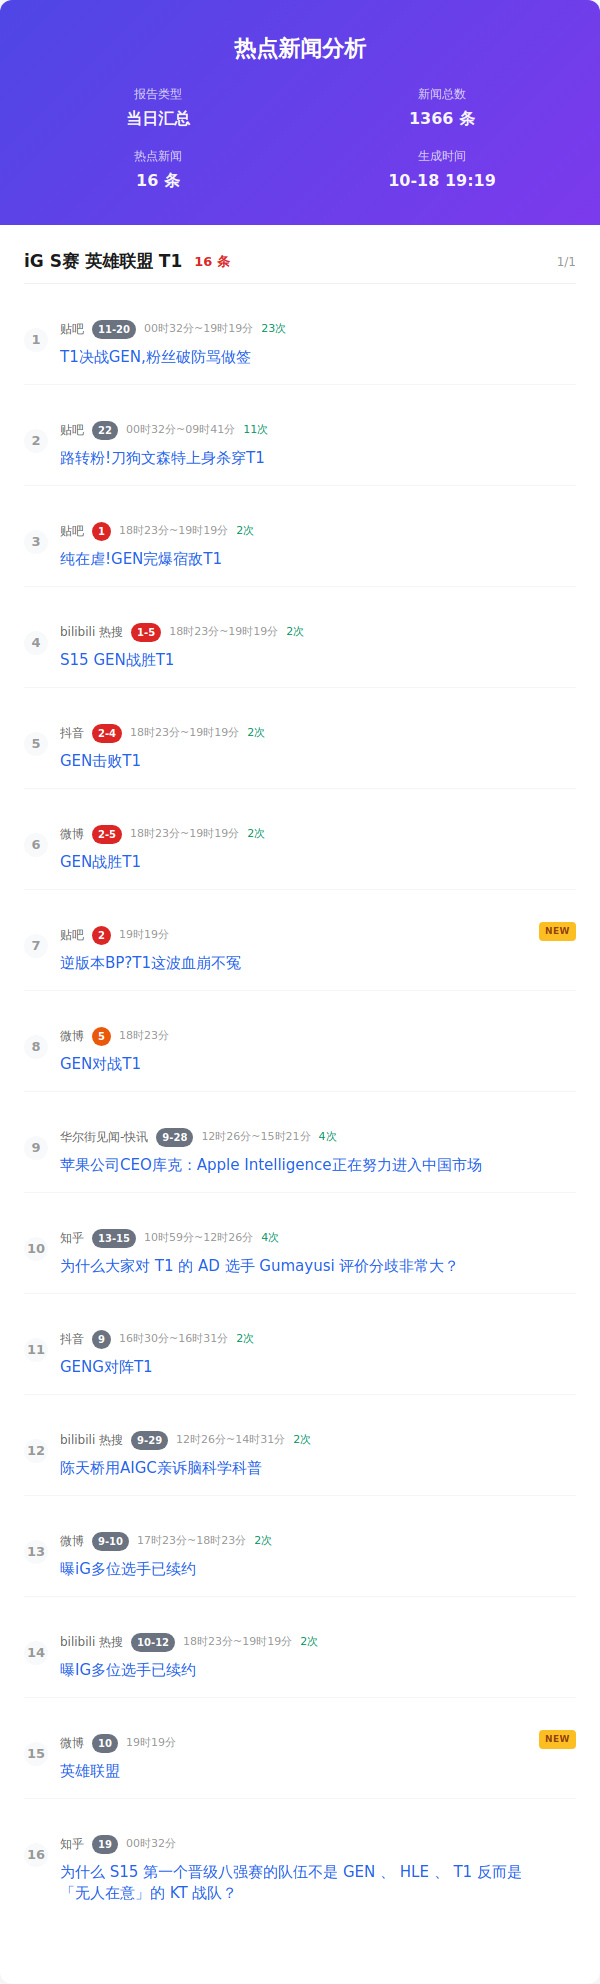 热点新闻分析
报告类型
新闻总数
当日汇总
1366 条
热点新闻
生成时间
16 条
10-18 19:19
iG S赛 英雄联盟 T1 16 条 1/1
1
贴吧 11-20 00时32分~19时19分 23次
T1决战GEN,粉丝破防骂做签
2
贴吧 22 00时32分~09时41分 11次
路转粉!刀狗文森特上身杀穿T1
3
贴吧 1 18时23分~19时19分 2次
纯在虐!GEN完爆宿敌T1
4
bilibili 热搜 1-5 18时23分~19时19分 2次
S15 GEN战胜T1
5
抖音 2-4 18时23分~19时19分 2次
GEN击败T1
6
微博 2-5 18时23分~19时19分 2次
GEN战胜T1
7
贴吧 2 19时19分 NEW
逆版本BP?T1这波血崩不冤
8
微博 5 18时23分
GEN对战T1
9
华尔街见闻-快讯 9-28 12时26分~15时21分 4次
苹果公司CEO库克：Apple Intelligence正在努力进入中国市场
10
知乎 13-15 10时59分~12时26分 4次
为什么大家对 T1 的 AD 选手 Gumayusi 评价分歧非常大？
11
抖音 9 16时30分~16时31分 2次
GENG对阵T1
12
bilibili 热搜 9-29 12时26分~14时31分 2次
陈天桥用AIGC亲诉脑科学科普
13
微博 9-10 17时23分~18时23分 2次
曝iG多位选手已续约
14
bilibili 热搜 10-12 18时23分~19时19分 2次
曝IG多位选手已续约
15
微博 10 19时19分 NEW
英雄联盟
16
知乎 19 00时32分
为什么 S15 第一个晋级八强赛的队伍不是 GEN 、 HLE 、 T1 反而是
「无人在意」的 KT 战队？